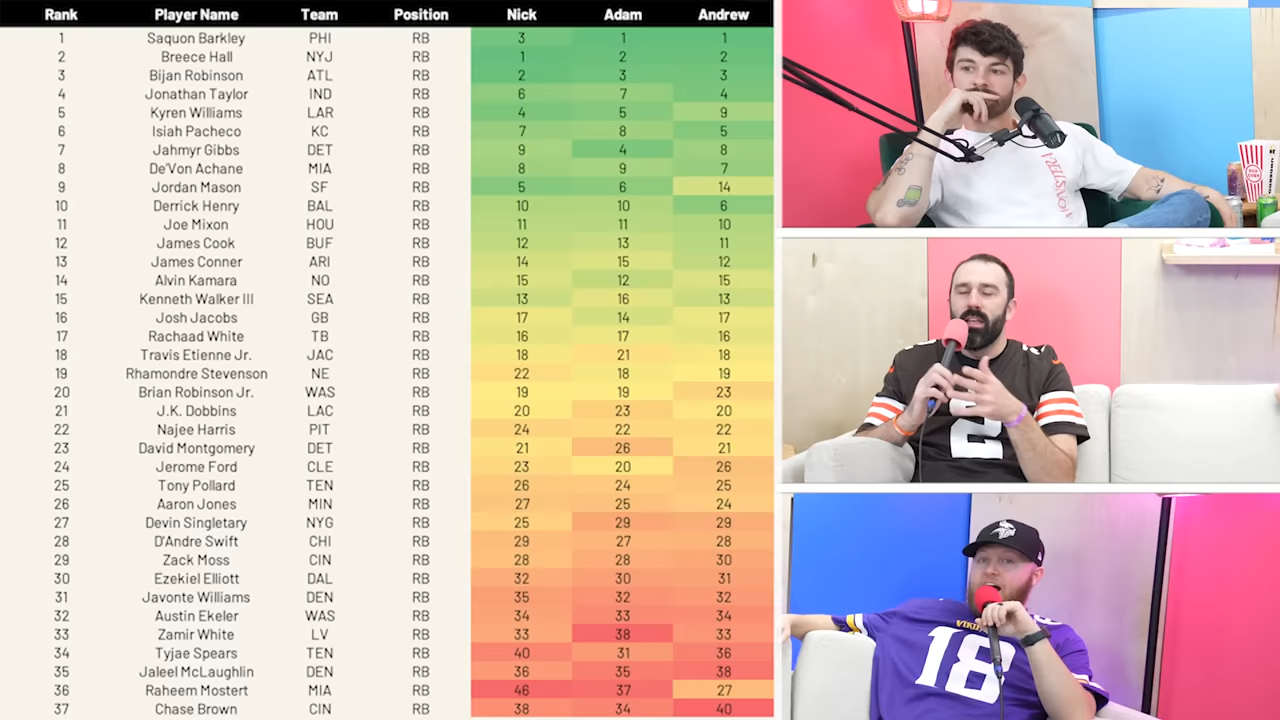 Rank Player Name Team Position Nick Adam Andrew
1 Saquon Barkley PHI RB 3 1 1
2 Breece Hall NYJ RB 1 2 2
3 Bijan Robinson ATL RB 2 3 3
4 Jonathan Taylor IND RB 6 7 4
5 Kyren Williams LAR RB 4 5 9
6 Isiah Pacheco KC RB 7 8 5
7 Jahmyr Gibbs DET RB 9 4 8
8 De'Von Achane MIA RB 8 9 7
9 Jordan Mason SF RB 5 6 14
10 Derrick Henry BAL RB 10 10 6
11 Joe Mixon HOU RB 11 11 10
12 James Cook BUF RB 12 13 11
13 James Conner ARI RB 14 15 12
14 Alvin Kamara NO RB 15 12 15
15 Kenneth Walker III SEA RB 13 16 13
16 Josh Jacobs GB RB 17 14 17
17 Rachaad White TB RB 16 17 16
18 Travis Etienne Jr. JAC RB 18 21 18
19 Rhamondre Stevenson NE RB 22 18 19
20 Brian Robinson Jr. WAS RB 19 19 23
21 J.K. Dobbins LAC RB 20 23 20
22 Najee Harris PIT RB 24 22 22
23 David Montgomery DET RB 21 26 21
24 Jerome Ford CLE RB 23 20 26
25 Tony Pollard TEN RB 26 24 25
26 Aaron Jones MIN RB 27 25 24
27 Devin Singletary NYG RB 25 29 29
28 D'Andre Swift CHI RB 29 27 28
29 Zack Moss CIN RB 28 28 30
30 Ezekiel Elliott DAL RB 32 30 31
31 Javonte Williams DEN RB 35 32 32
32 Austin Ekeler WAS RB 34 33 34
33 Zamir White LV RB 33 38 33
34 Tyjae Spears TEN RB 40 31 36
35 Jaleel McLaughlin DEN RB 36 35 38
36 Raheem Mostert MIA RB 46 37 27
37 Chase Brown CIN RB 38 34 40
2
18